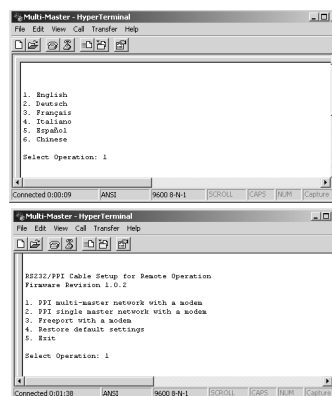 Multi-Master - HyperTerminal
File Edit View Call Transfer Help
1. English
2. Deutsch
3. Français
4. Italiano
5. Español
6. Chinese
Select Operation: 1
Connected 0:00:09 ANSI 9600 8-N-1 SCROLL CAPS NUM Capture
Multi-Master - HyperTerminal
File Edit View Call Transfer Help
RS232/PPI Cable Setup for Remote Operation
Firmware Revision 1.0.2
1. PPI multi-master network with a modem
2. PPI single master network with a modem
3. Freeport with a modem
4. Restore default settings
5. Exit
Select Operation: 1
Connected 0:01:38 ANSI 9600 8-N-1 SCROLL CAPS NUM Capture